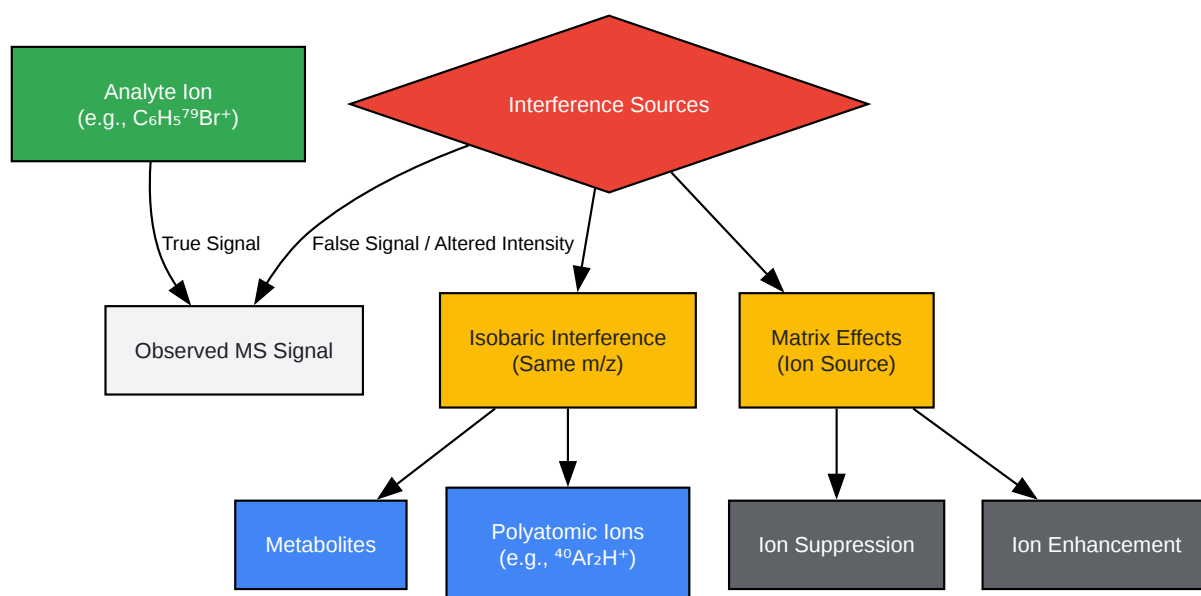 Analyte Ion
(e.g., C₆H₅⁷⁹Br⁺)
Interference Sources
True Signal
False Signal / Altered Intensity
Observed MS Signal
Isobaric Interference
(Same m/z)
Matrix Effects
(Ion Source)
Metabolites
Polyatomic Ions
(e.g., ⁴⁰Ar₂H⁺)
Ion Suppression
Ion Enhancement